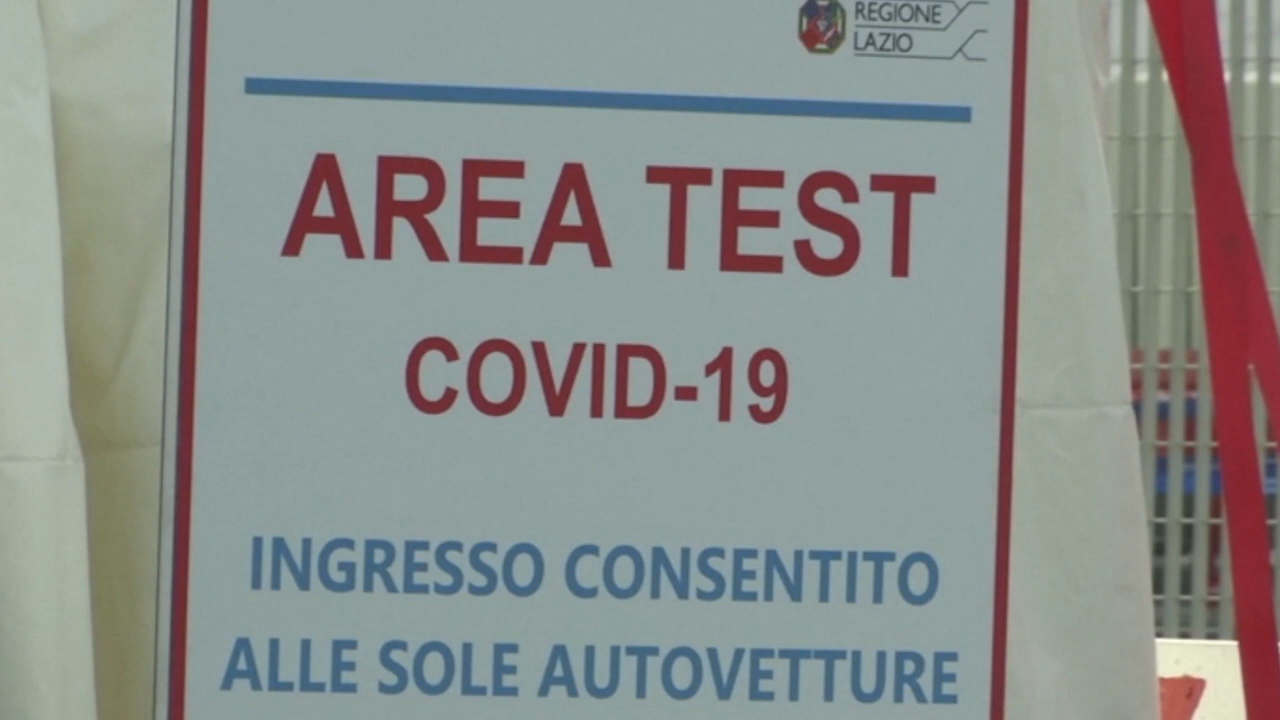 REGIONE
LAZIO
AREA TEST
COVID-19
INGRESSO CONSENTITO
ALLE SOLE AUTOVETTURE